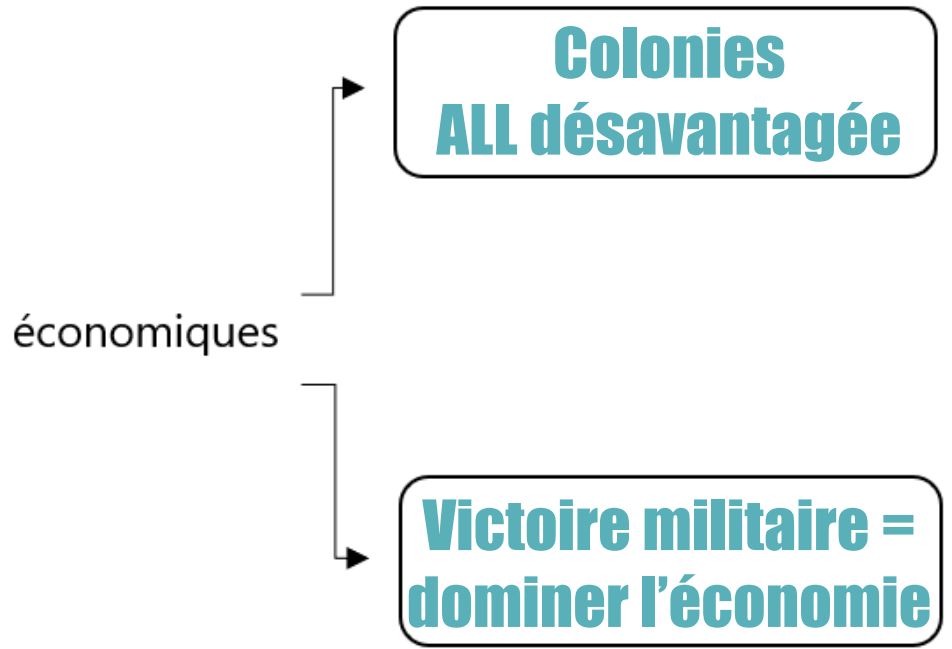 Colonies
ALL désavantagée
économiques
Victoire militaire =
dominer l’économie